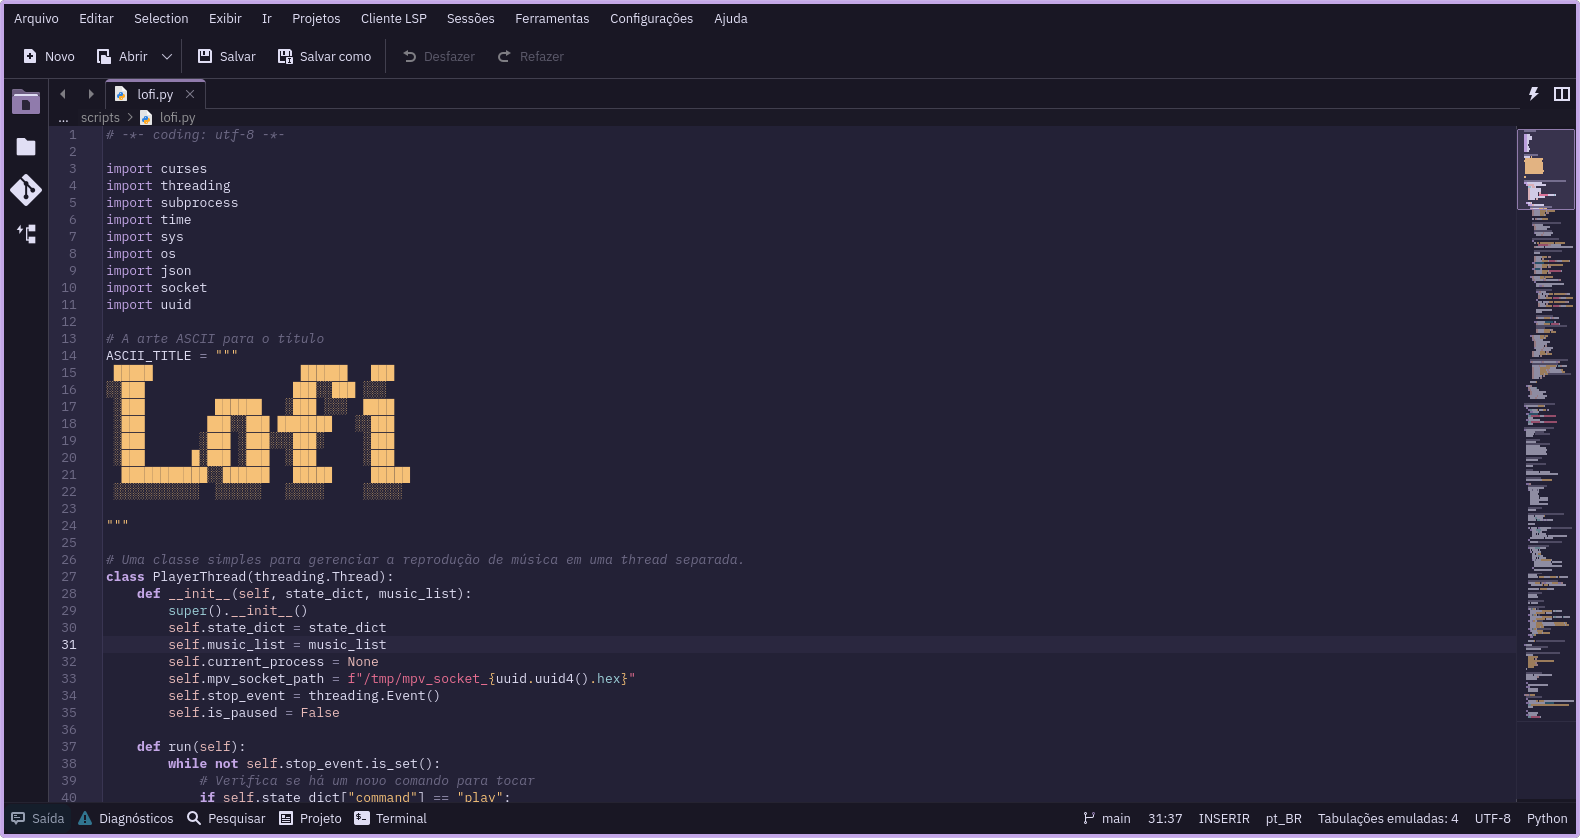 Arquivo Editar Selection Exibir Ir Projetos Cliente LSP Sessões Ferramentas Configurações Ajuda
Novo Abrir Salvar Salvar como Desfazer Refazer
lofi.py
... scripts > lofi.py
1 # -*- coding: utf-8 -*-
2
3 import curses
4 import threading
5 import subprocess
6 import time
7 import sys
8 import os
9 import json
10 import socket
11 import uuid
12
13 # A arte ASCII para o título
14 ASCII_TITLE = """
15
16
17
18
19
20
21
22
23
24 """
25
26 # Uma classe simples para gerenciar a reprodução de música em uma thread separada.
27 class PlayerThread(threading.Thread):
28     def __init__(self, state_dict, music_list):
29         super().__init__()
30         self.state_dict = state_dict
31         self.music_list = music_list
32         self.current_process = None
33         self.mpv_socket_path = f"/tmp/mpv_socket_{uuid.uuid4().hex}"
34         self.stop_event = threading.Event()
35         self.is_paused = False
36
37     def run(self):
38         while not self.stop_event.is_set():
39             # Verifica se há um novo comando para tocar
40             if self.state_dict["command"] == "play":
Saída Diagnósticos Pesquisar Projeto Terminal main 31:37 INSERIR pt_BR Tabulações emuladas: 4 UTF-8 Python